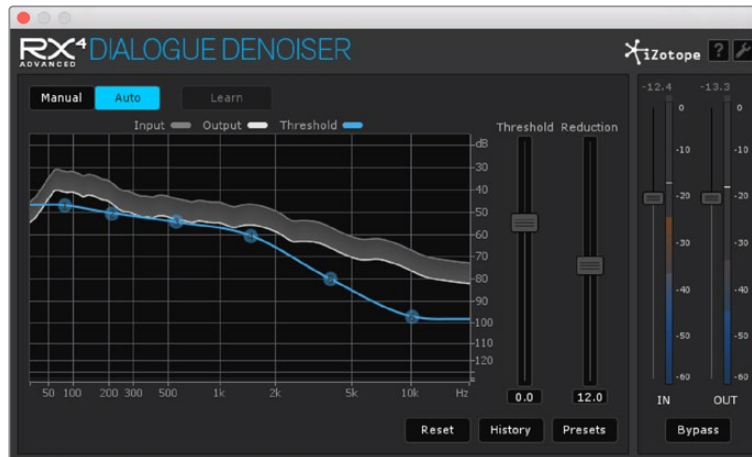 RX4 DIALOGUE DENOISER
ADVANCED
iZotope ?
Manual Auto Learn
Input Output Threshold
dB
30
40
50
60
70
80
90
100
110
120
50 100 200 300 500 1k 2k 5k 10k Hz
Threshold Reduction
0.0 12.0
Reset History Presets
-12.4 -13.3
0 0
-10 -10
-20 -20
-30 -30
-40 -40
-50 -50
-60 -60
IN OUT
Bypass